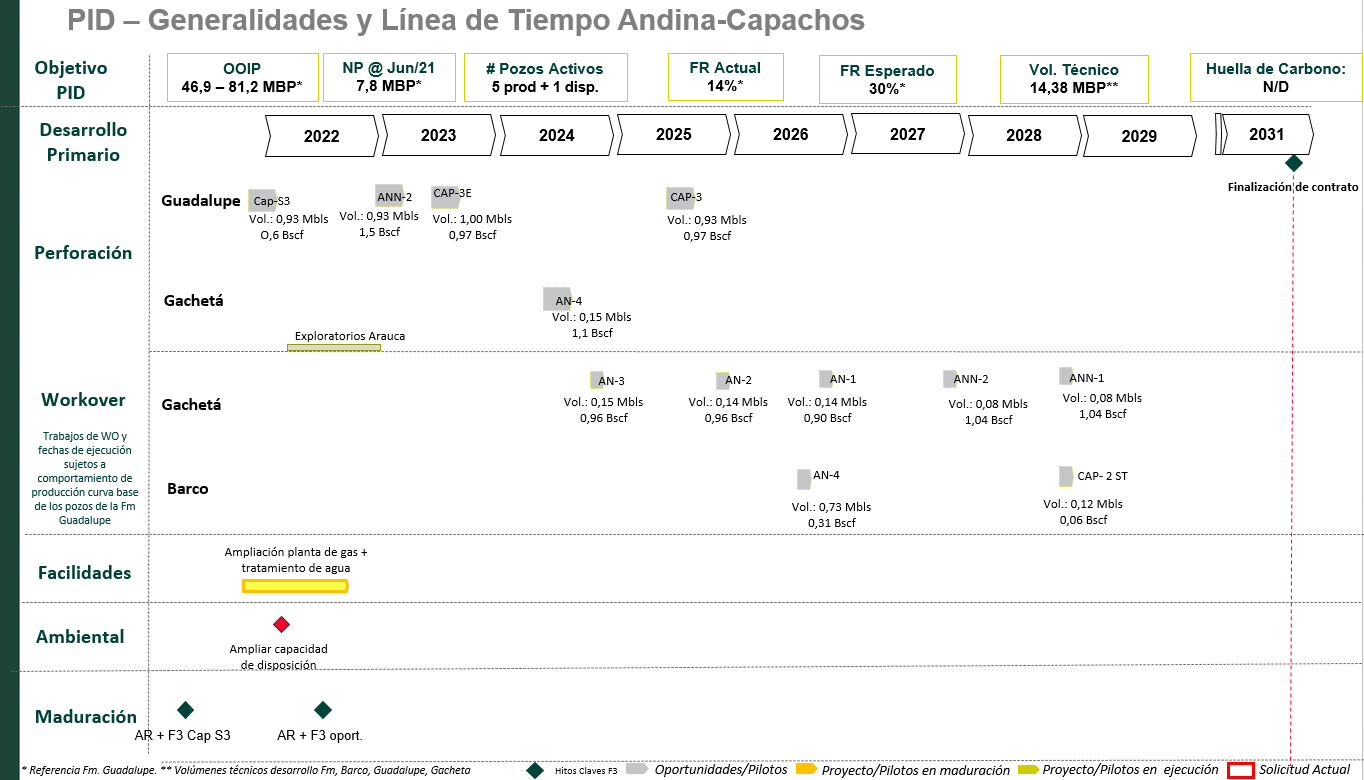 PID – Generalidades y Línea de Tiempo Andina-Capachos
Objetivo
PID
OOIP
46,9 – 81,2 MBP*
NP @ Jun/21
7,8 MBP*
# Pozos Activos
5 prod + 1 disp.
FR Actual
14%*
FR Esperado
30%*
Vol. Técnico
14,38 MBP**
Huella de Carbono:
N/D
Desarrollo
Primario
2022
2023
2024
2025
2026
2027
2028
2029
2031
Finalización de contrato
Perforación
Guadalupe
Cap-S3
Vol.: 0,93 Mbls
O,6 Bscf
ANN-2
Vol.: 0,93 Mbls
1,5 Bscf
CAP-3E
Vol.: 1,00 Mbls
0,97 Bscf
CAP-3
Vol.: 0,93 Mbls
0,97 Bscf
Gachetá
AN-4
Vol.: 0,15 Mbls
1,1 Bscf
Exploratorios Arauca
Workover
Trabajos de WO y
fechas de ejecución
sujetos a
comportamiento de
producción curva base
de los pozos de la Fm
Guadalupe
Gachetá
AN-3
Vol.: 0,15 Mbls
0,96 Bscf
AN-2
Vol.: 0,14 Mbls
0,96 Bscf
AN-1
Vol.: 0,14 Mbls
0,90 Bscf
ANN-2
Vol.: 0,08 Mbls
1,04 Bscf
ANN-1
Vol.: 0,08 Mbls
1,04 Bscf
Barco
AN-4
Vol.: 0,73 Mbls
0,31 Bscf
CAP- 2 ST
Vol.: 0,12 Mbls
0,06 Bscf
Facilidades
Ampliación planta de gas +
tratamiento de agua
Ambiental
Ampliar capacidad
de disposición
Maduración
AR + F3 Cap S3
AR + F3 oport.
* Referencia Fm. Guadalupe. ** Volúmenes técnicos desarrollo Fm, Barco, Guadalupe, Gacheta
Hitos Claves F3
Oportunidades/Pilotos
Proyecto/Pilotos en maduración
Proyecto/Pilotos en ejecución
Solicitud Actual